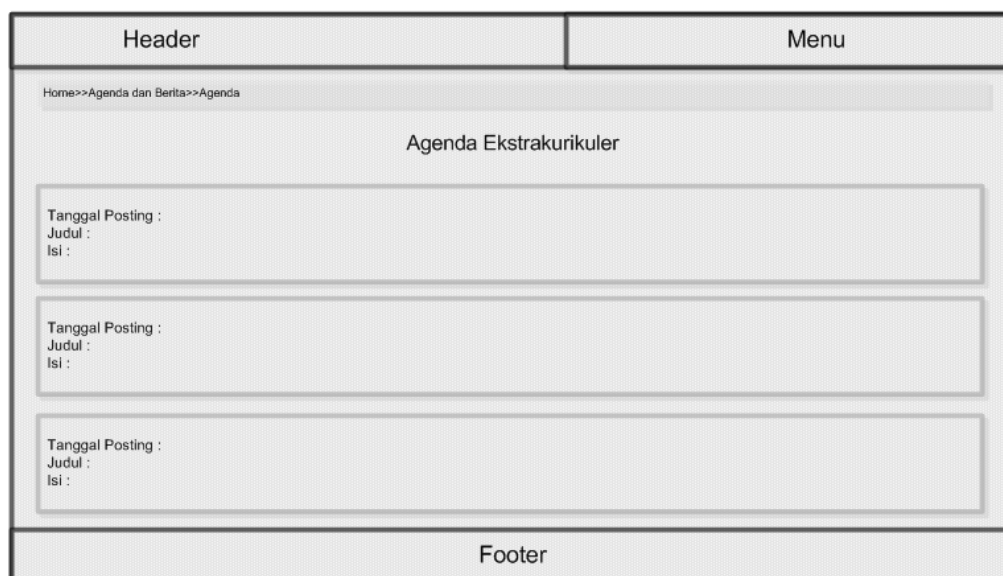 Header
Menu
Home>>Agenda dan Berita>>Agenda
Agenda Ekstrakurikuler
Tanggal Posting :
Judul :
Isi :
Tanggal Posting :
Judul :
Isi :
Tanggal Posting :
Judul :
Isi :
Footer